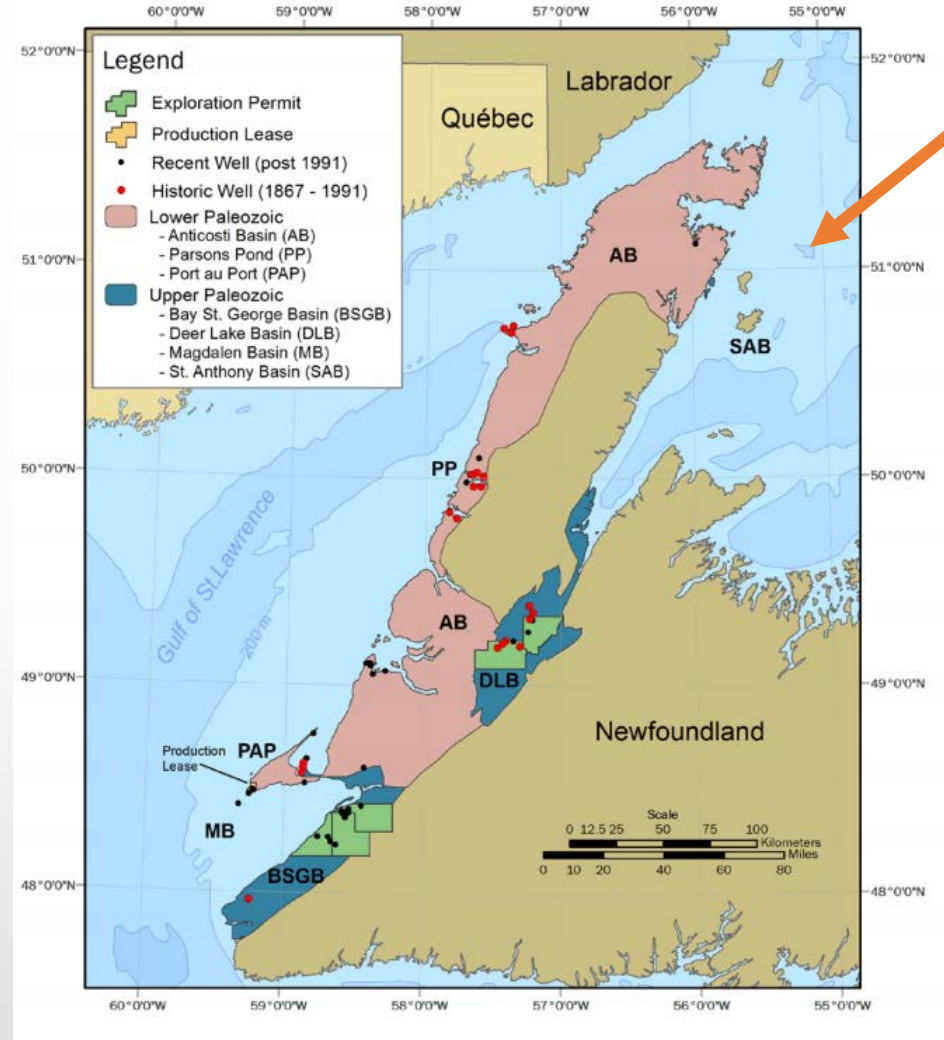 60°0'0"W 59°0'0"W 58°0'0"W 57°0'0"W 56°0'0"W 55°0'0"W
52°0'0"N
52°0'0"N
Legend
Exploration Permit
Production Lease
Recent Well (post 1991)
Historic Well (1867 - 1991)
Lower Paleozoic
- Anticosti Basin (AB)
- Parsons Pond (PP)
- Port au Port (PAP)
Upper Paleozoic
- Bay St. George Basin (BSGB)
- Deer Lake Basin (DLB)
- Magdalen Basin (MB)
- St. Anthony Basin (SAB)
Labrador
Québec
51°0'0"N
AB
51°0'0"N
SAB
50°0'0"N
PP
50°0'0"N
Gulf of St. Lawrence
200 m
AB
49°0'0"N
DLB
49°0'0"N
Newfoundland
Production
Lease
PAP
MB
Scale
0 12.5 25 50 75 100
Kilometers
Miles
0 10 20 40 60 80
48°0'0"N
BSGB
48°0'0"N
60°0'0"W 59°0'0"W 58°0'0"W 57°0'0"W 56°0'0"W 55°0'0"W